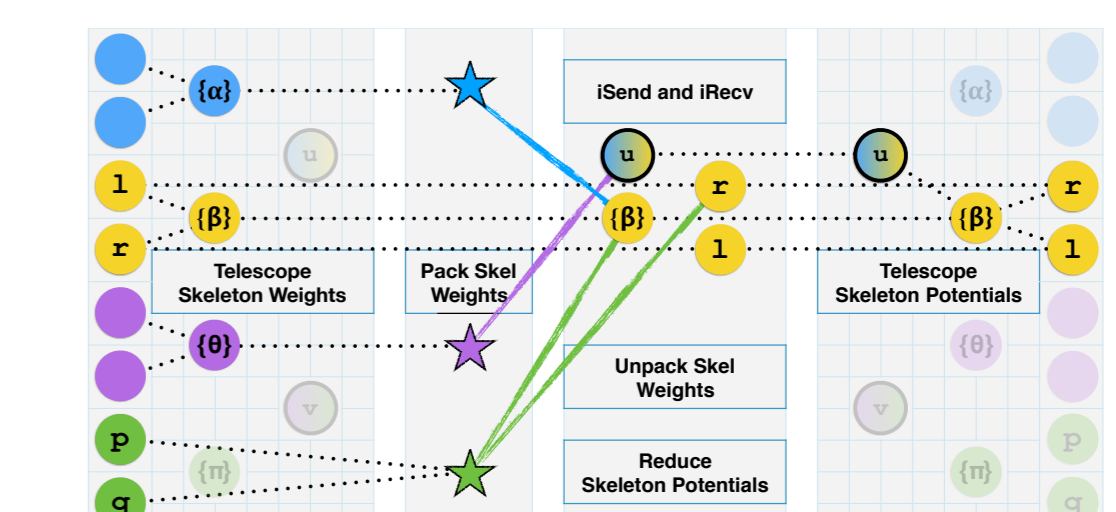 {α}
iSend and iRecv
{α}
u
u
u
l
r
r
{β}
{β}
{β}
r
l
l
Telescope
Skeleton Weights
Pack Skel
Weights
Telescope
Skeleton Potentials
{θ}
{θ}
Unpack Skel
Weights
v
v
p
p
{π}
Reduce
Skeleton Potentials
{π}
q
q